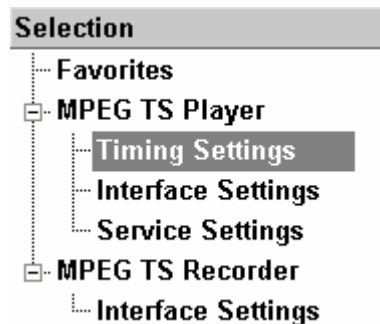 Selection
Favorites
MPEG TS Player
Timing Settings
Interface Settings
Service Settings
MPEG TS Recorder
Interface Settings